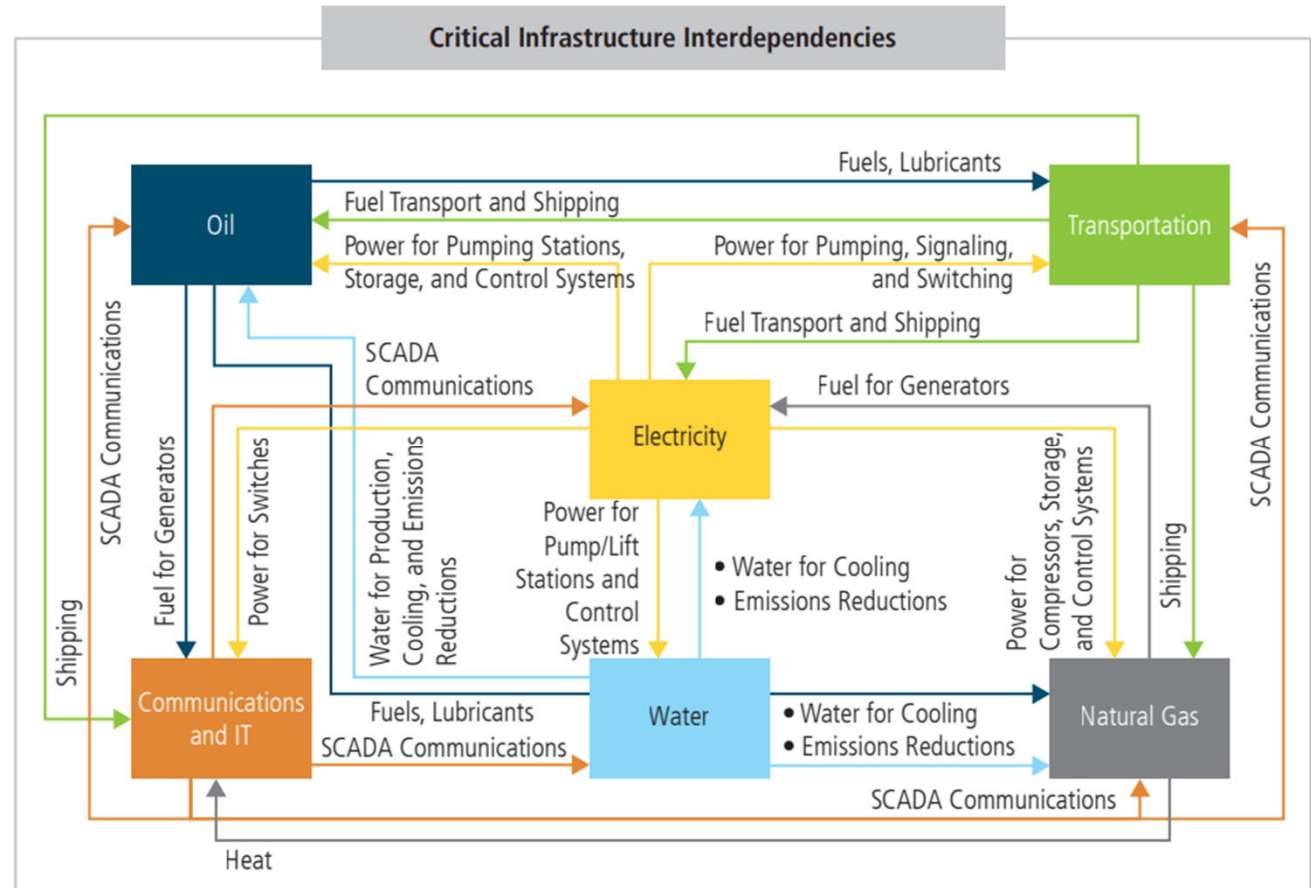 Critical Infrastructure Interdependencies
Fuels, Lubricants
Oil
Fuel Transport and Shipping
Transportation
Power for Pumping Stations,
Storage, and Control Systems
Power for Pumping, Signaling,
and Switching
Fuel Transport and Shipping
SCADA
Communications
Fuel for Generators
Electricity
SCADA Communications
Fuel for Generators
Power for Switches
Water for Production,
Cooling, and Emissions
Reductions
Power for
Pump/Lift
Stations and
Control
Systems
• Water for Cooling
• Emissions Reductions
Power for
Compressors, Storage,
and Control Systems
Shipping
SCADA Communications
Shipping
Communications
and IT
Fuels, Lubricants
SCADA Communications
Water
• Water for Cooling
• Emissions Reductions
Natural Gas
SCADA Communications
Heat